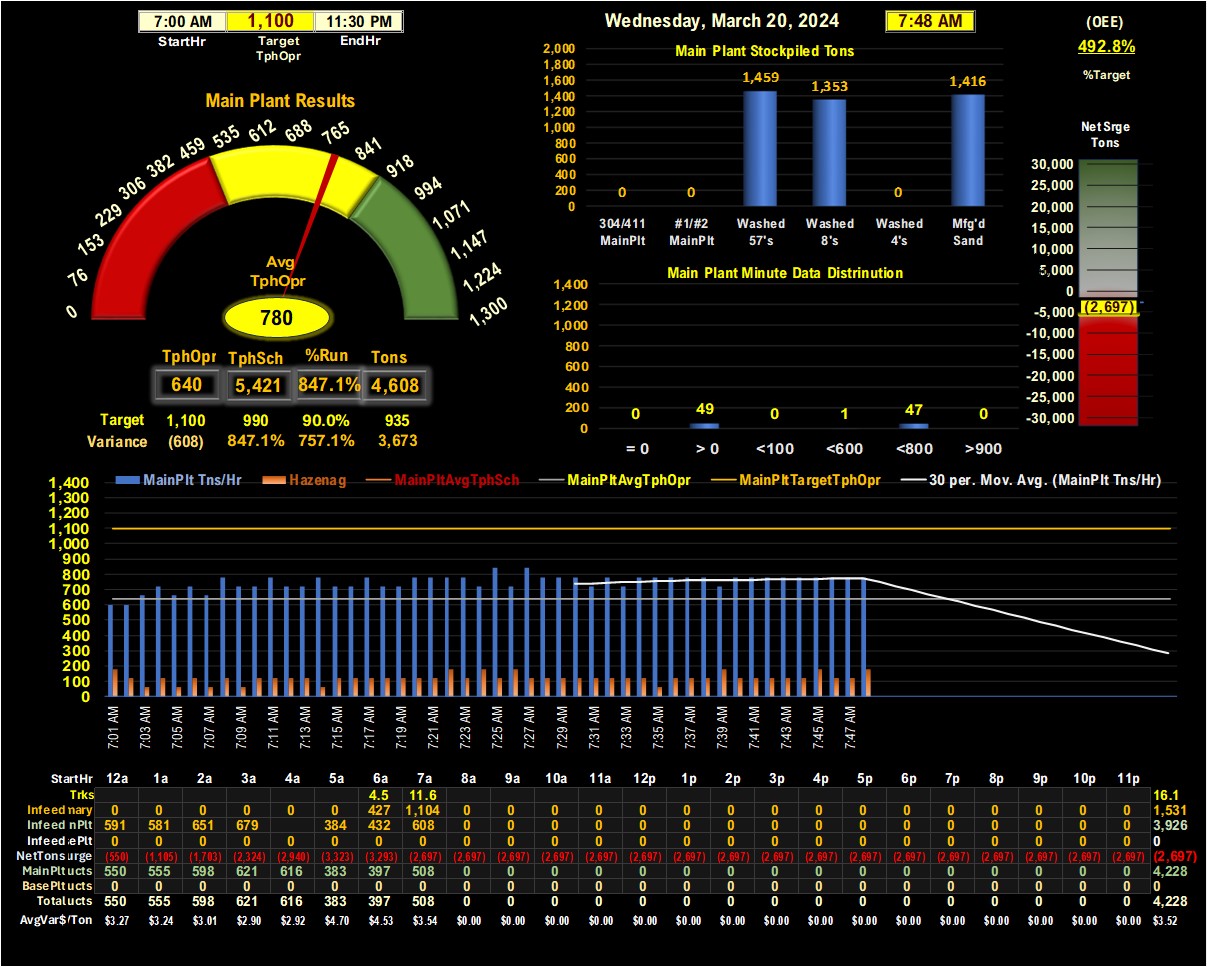 7:00 AM 1,100 11:30 PM
StartHr Target TphOpr EndHr
Wednesday, March 20, 2024 7:48 AM
(OEE)
492.8%
%Target
Main Plant Results
0 76 153 229 306 382 459 535 612 688 765 841 918 994 1,071 1,147 1,224 1,300
Avg
TphOpr
780
TphOpr TphSch %Run Tons
640 5,421 847.1% 4,608
Target 1,100 990 90.0% 935
Variance (608) 847.1% 757.1% 3,673
Main Plant Stockpiled Tons
2,000
1,800
1,600
1,400
1,200
1,000
800
600
400
200
0
0 0 1,459 1,353 0 1,416
304/411 #1/#2 Washed Washed Washed Mfg'd
MainPlt MainPlt 57's 8's 4's Sand
Main Plant Minute Data Distrinution
1,400
1,200
1,000
800
600
400
200
0
0 49 0 1 47 0
= 0 > 0 <100 <600 <800 >900
Net Srge
Tons
30,000
25,000
20,000
15,000
10,000
5,000
0
-5,000
-10,000
-15,000
-20,000
-25,000
-30,000
(2,697)
MainPlt Tns/Hr Hazenag MainPltAvgTphSch MainPltAvgTphOpr MainPltTargetTphOpr 30 per. Mov. Avg. (MainPlt Tns/Hr)
1,400
1,300
1,200
1,100
1,000
900
800
700
600
500
400
300
200
100
0
7:01 AM 7:03 AM 7:05 AM 7:07 AM 7:09 AM 7:11 AM 7:13 AM 7:15 AM 7:17 AM 7:19 AM 7:21 AM 7:23 AM 7:25 AM 7:27 AM 7:29 AM 7:31 AM 7:33 AM 7:35 AM 7:37 AM 7:39 AM 7:41 AM 7:43 AM 7:45 AM 7:47 AM
StartHr 12a 1a 2a 3a 4a 5a 6a 7a 8a 9a 10a 11a 12p 1p 2p 3p 4p 5p 6p 7p 8p 9p 10p 11p
Trks 4.5 11.6 16.1
Infeed nary 0 0 0 0 0 0 427 1,104 0 0 0 0 0 0 0 0 0 0 0 0 0 0 0 0 1,531
Infeed nPlt 591 581 651 679 384 432 608 0 0 0 0 0 0 0 0 0 0 0 0 0 0 0 0 3,926
Infeed ePlt 0 0 0 0 0 0 0 0 0 0 0 0 0 0 0 0 0 0 0 0 0 0 0 0 0
NetTons urge (550) (1,105) (1,703) (2,324) (2,940) (3,323) (3,293) (2,697) (2,697) (2,697) (2,697) (2,697) (2,697) (2,697) (2,697) (2,697) (2,697) (2,697) (2,697) (2,697) (2,697) (2,697) (2,697) (2,697) (2,697)
MainPlt ucts 550 555 598 621 616 383 397 508 0 0 0 0 0 0 0 0 0 0 0 0 0 0 0 0 4,228
BasePlt ucts 0 0 0 0 0 0 0 0 0 0 0 0 0 0 0 0 0 0 0 0 0 0 0 0 0
Total ucts 550 555 598 621 616 383 397 508 0 0 0 0 0 0 0 0 0 0 0 0 0 0 0 0 4,228
AvgVar$/Ton $3.27 $3.24 $3.01 $2.90 $2.92 $4.70 $4.53 $3.54 $0.00 $0.00 $0.00 $0.00 $0.00 $0.00 $0.00 $0.00 $0.00 $0.00 $0.00 $0.00 $0.00 $0.00 $0.00 $0.00 $3.52